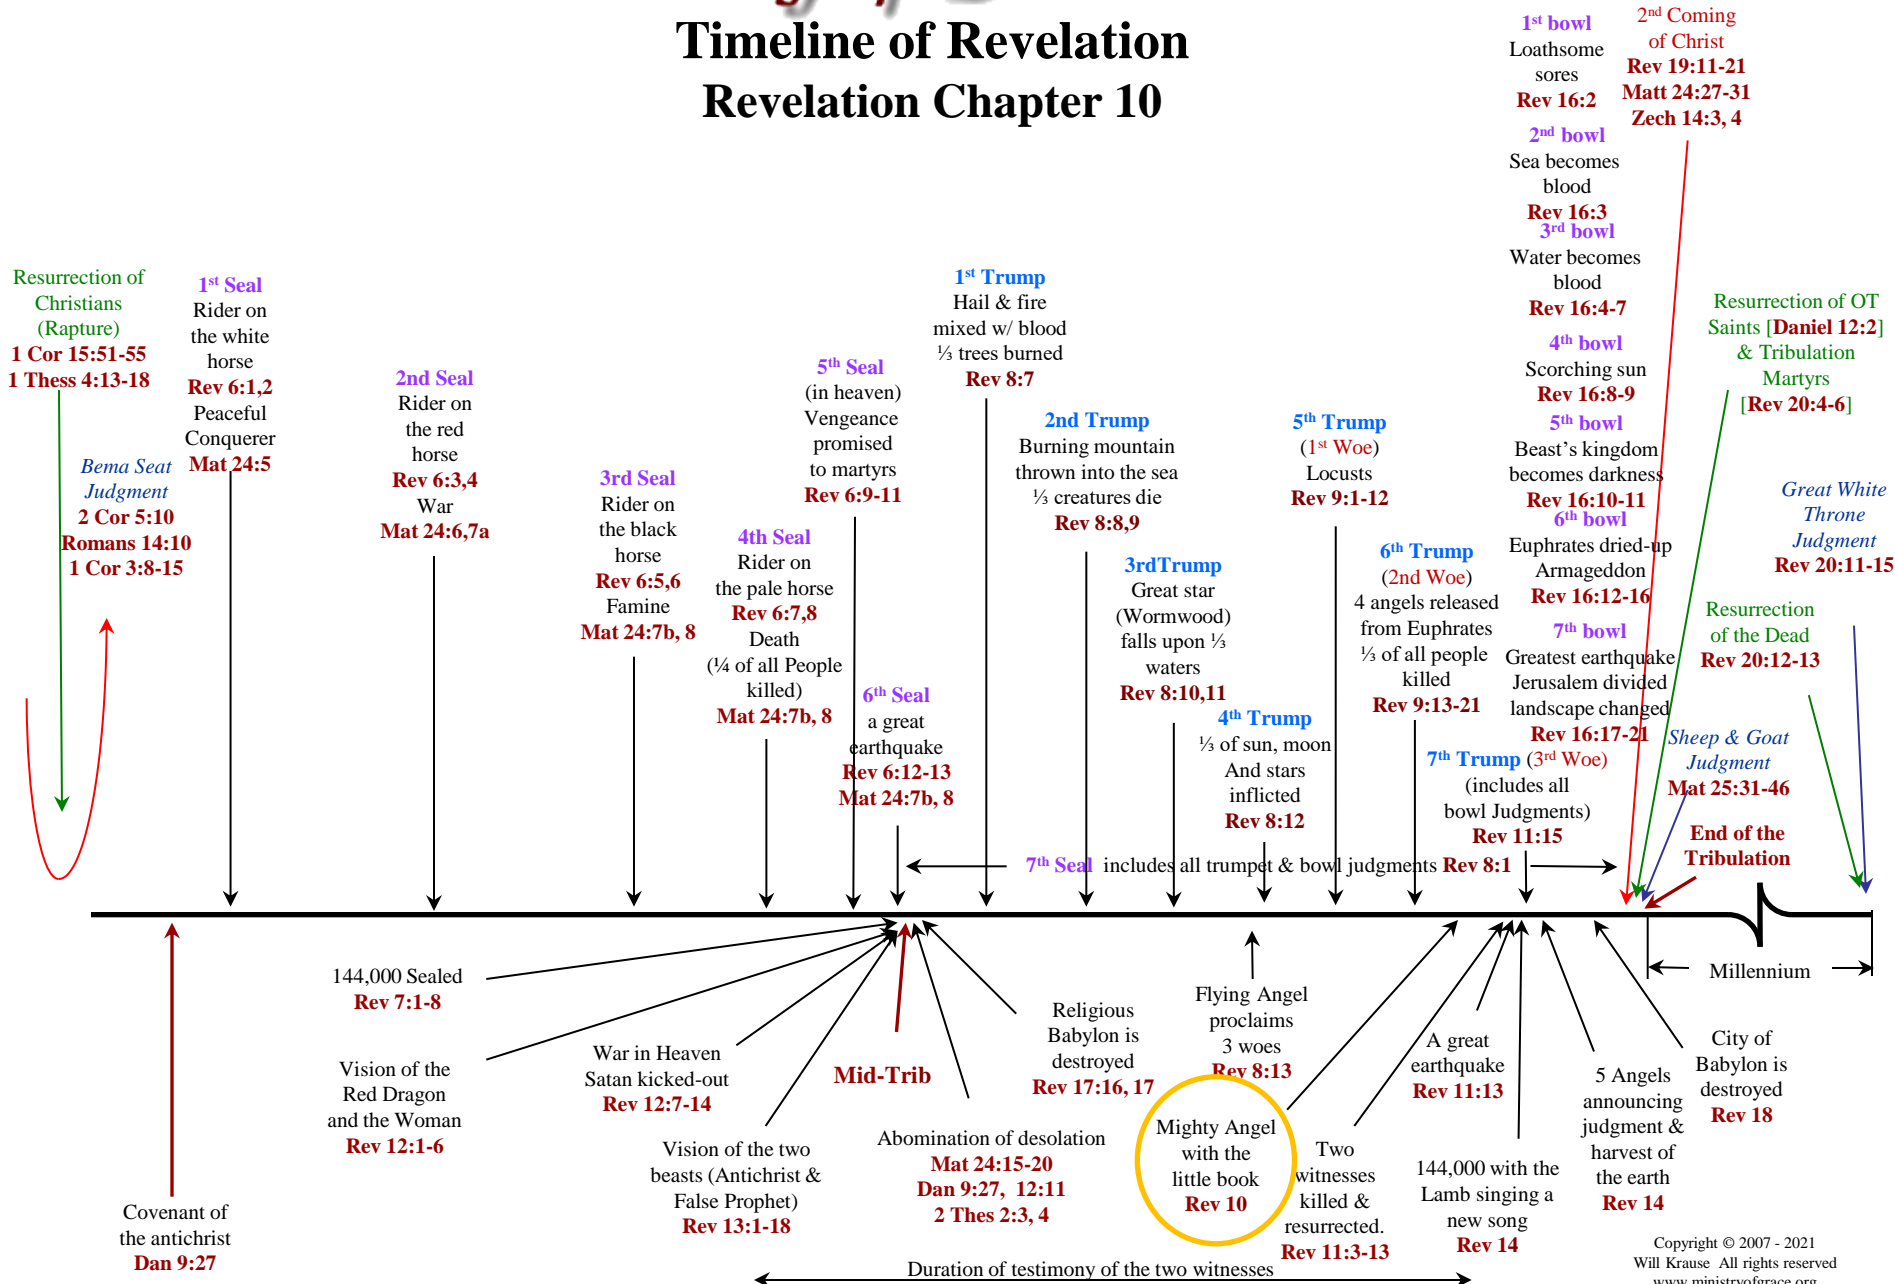 Timeline of Revelation
Revelation Chapter 10
1st bowl
Loathsome
sores
Rev 16:2
2nd Coming
of Christ
Rev 19:11-21
Matt 24:27-31
Zech 14:3, 4
2nd bowl
Sea becomes
blood
Rev 16:3
3rd bowl
Water becomes
blood
Rev 16:4-7
4th bowl
Scorching sun
Rev 16:8-9
5th bowl
Beast's kingdom
becomes darkness
Rev 16:10-11
6th bowl
Euphrates dried-up
Armageddon
Rev 16:12-16
7th bowl
Greatest earthquake
Jerusalem divided
landscape changed
Rev 16:17-21
Resurrection of
Christians
(Rapture)
1 Cor 15:51-55
1 Thess 4:13-18
Bema Seat
Judgment
2 Cor 5:10
Romans 14:10
1 Cor 3:8-15
1st Seal
Rider on
the white
horse
Rev 6:1,2
Peaceful
Conquerer
Mat 24:5
2nd Seal
Rider on
the red
horse
Rev 6:3,4
War
Mat 24:6,7a
3rd Seal
Rider on
the black
horse
Rev 6:5,6
Famine
Mat 24:7b, 8
4th Seal
Rider on
the pale horse
Rev 6:7,8
Death
(¼ of all People
killed)
Mat 24:7b, 8
5th Seal
(in heaven)
Vengeance
promised
to martyrs
Rev 6:9-11
6th Seal
a great
earthquake
Rev 6:12-13
Mat 24:7b, 8
1st Trump
Hail & fire
mixed w/ blood
⅓ trees burned
Rev 8:7
2nd Trump
Burning mountain
thrown into the sea
⅓ creatures die
Rev 8:8,9
3rdTrump
Great star
(Wormwood)
falls upon ⅓
waters
Rev 8:10,11
4th Trump
⅓ of sun, moon
And stars
inflicted
Rev 8:12
5th Trump
(1st Woe)
Locusts
Rev 9:1-12
6th Trump
(2nd Woe)
4 angels released
from Euphrates
⅓ of all people
killed
Rev 9:13-21
7th Trump (3rd Woe)
(includes all
bowl Judgments)
Rev 11:15
7th Seal includes all trumpet & bowl judgments Rev 8:1
Resurrection of OT
Saints [Daniel 12:2]
& Tribulation
Martyrs
[Rev 20:4-6]
Great White
Throne
Judgment
Rev 20:11-15
Resurrection
of the Dead
Rev 20:12-13
Sheep & Goat
Judgment
Mat 25:31-46
End of the
Tribulation
Millennium
Covenant of
the antichrist
Dan 9:27
144,000 Sealed
Rev 7:1-8
Vision of the
Red Dragon
and the Woman
Rev 12:1-6
War in Heaven
Satan kicked-out
Rev 12:7-14
Vision of the two
beasts (Antichrist &
False Prophet)
Rev 13:1-18
Mid-Trib
Abomination of desolation
Mat 24:15-20
Dan 9:27, 12:11
2 Thes 2:3, 4
Religious
Babylon is
destroyed
Rev 17:16, 17
Flying Angel
proclaims
3 woes
Rev 8:13
Mighty Angel
with the
little book
Rev 10
Two
witnesses
killed &
resurrected.
Rev 11:3-13
A great
earthquake
Rev 11:13
144,000 with the
Lamb singing a
new song
Rev 14
5 Angels
announcing
judgment &
harvest of
the earth
Rev 14
City of
Babylon is
destroyed
Rev 18
Duration of testimony of the two witnesses
Copyright © 2007 - 2021
Will Krause All rights reserved
www.ministryofgrace.org